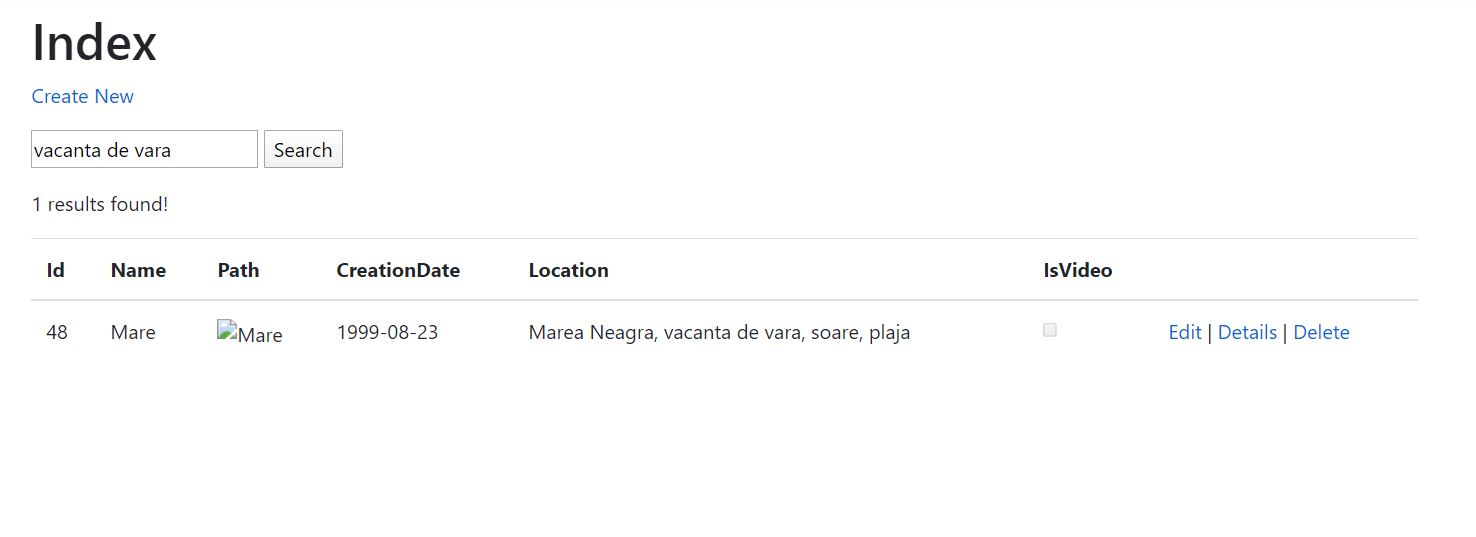 Index
Create New
vacanta de vara Search
1 results found!
Id Name Path CreationDate Location IsVideo
48 Mare Mare 1999-08-23 Marea Neagra, vacanta de vara, soare, plaja Edit | Details | Delete